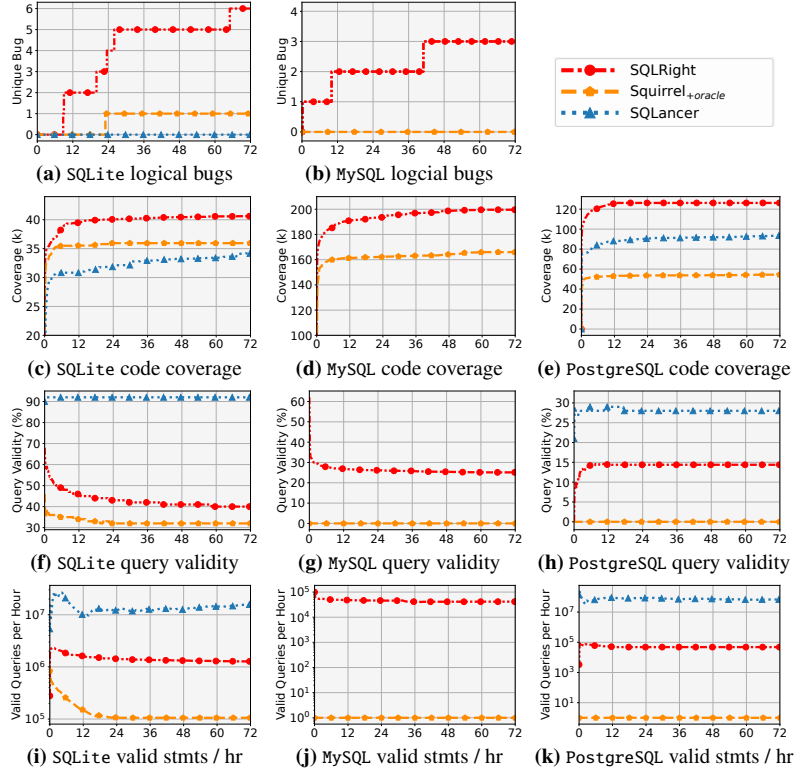 6
5
4
3
2
1
0
Unique Bug
0 12 24 36 48 60 72
(a) SQLite logical bugs
4
3
2
1
0
Unique Bug
0 12 24 36 48 60 72
(b) MySQL logcial bugs
SQLRight
Squirrel+oracle
SQLancer
40
35
30
25
20
Coverage (k)
0 12 24 36 48 60 72
(c) SQLite code coverage
200
180
160
140
120
100
Coverage (k)
0 12 24 36 48 60 72
(d) MySQL code coverage
120
100
80
60
40
20
0
Coverage (k)
0 12 24 36 48 60 72
(e) PostgreSQL code coverage
90
80
70
60
50
40
30
Query Validity (%)
0 12 24 36 48 60 72
(f) SQLite query validity
60
50
40
30
20
10
0
Query Validity (%)
0 12 24 36 48 60 72
(g) MySQL query validity
30
25
20
15
10
5
0
Query Validity (%)
0 12 24 36 48 60 72
(h) PostgreSQL query validity
10^7
10^6
10^5
Valid Queries per Hour
0 12 24 36 48 60 72
(i) SQLite valid stmts / hr
10^5
10^4
10^3
10^2
10^1
10^0
Valid Queries per Hour
0 12 24 36 48 60 72
(j) MySQL valid stmts / hr
10^7
10^5
10^3
10^1
Valid Queries per Hour
0 12 24 36 48 60 72
(k) PostgreSQL valid stmts / hr